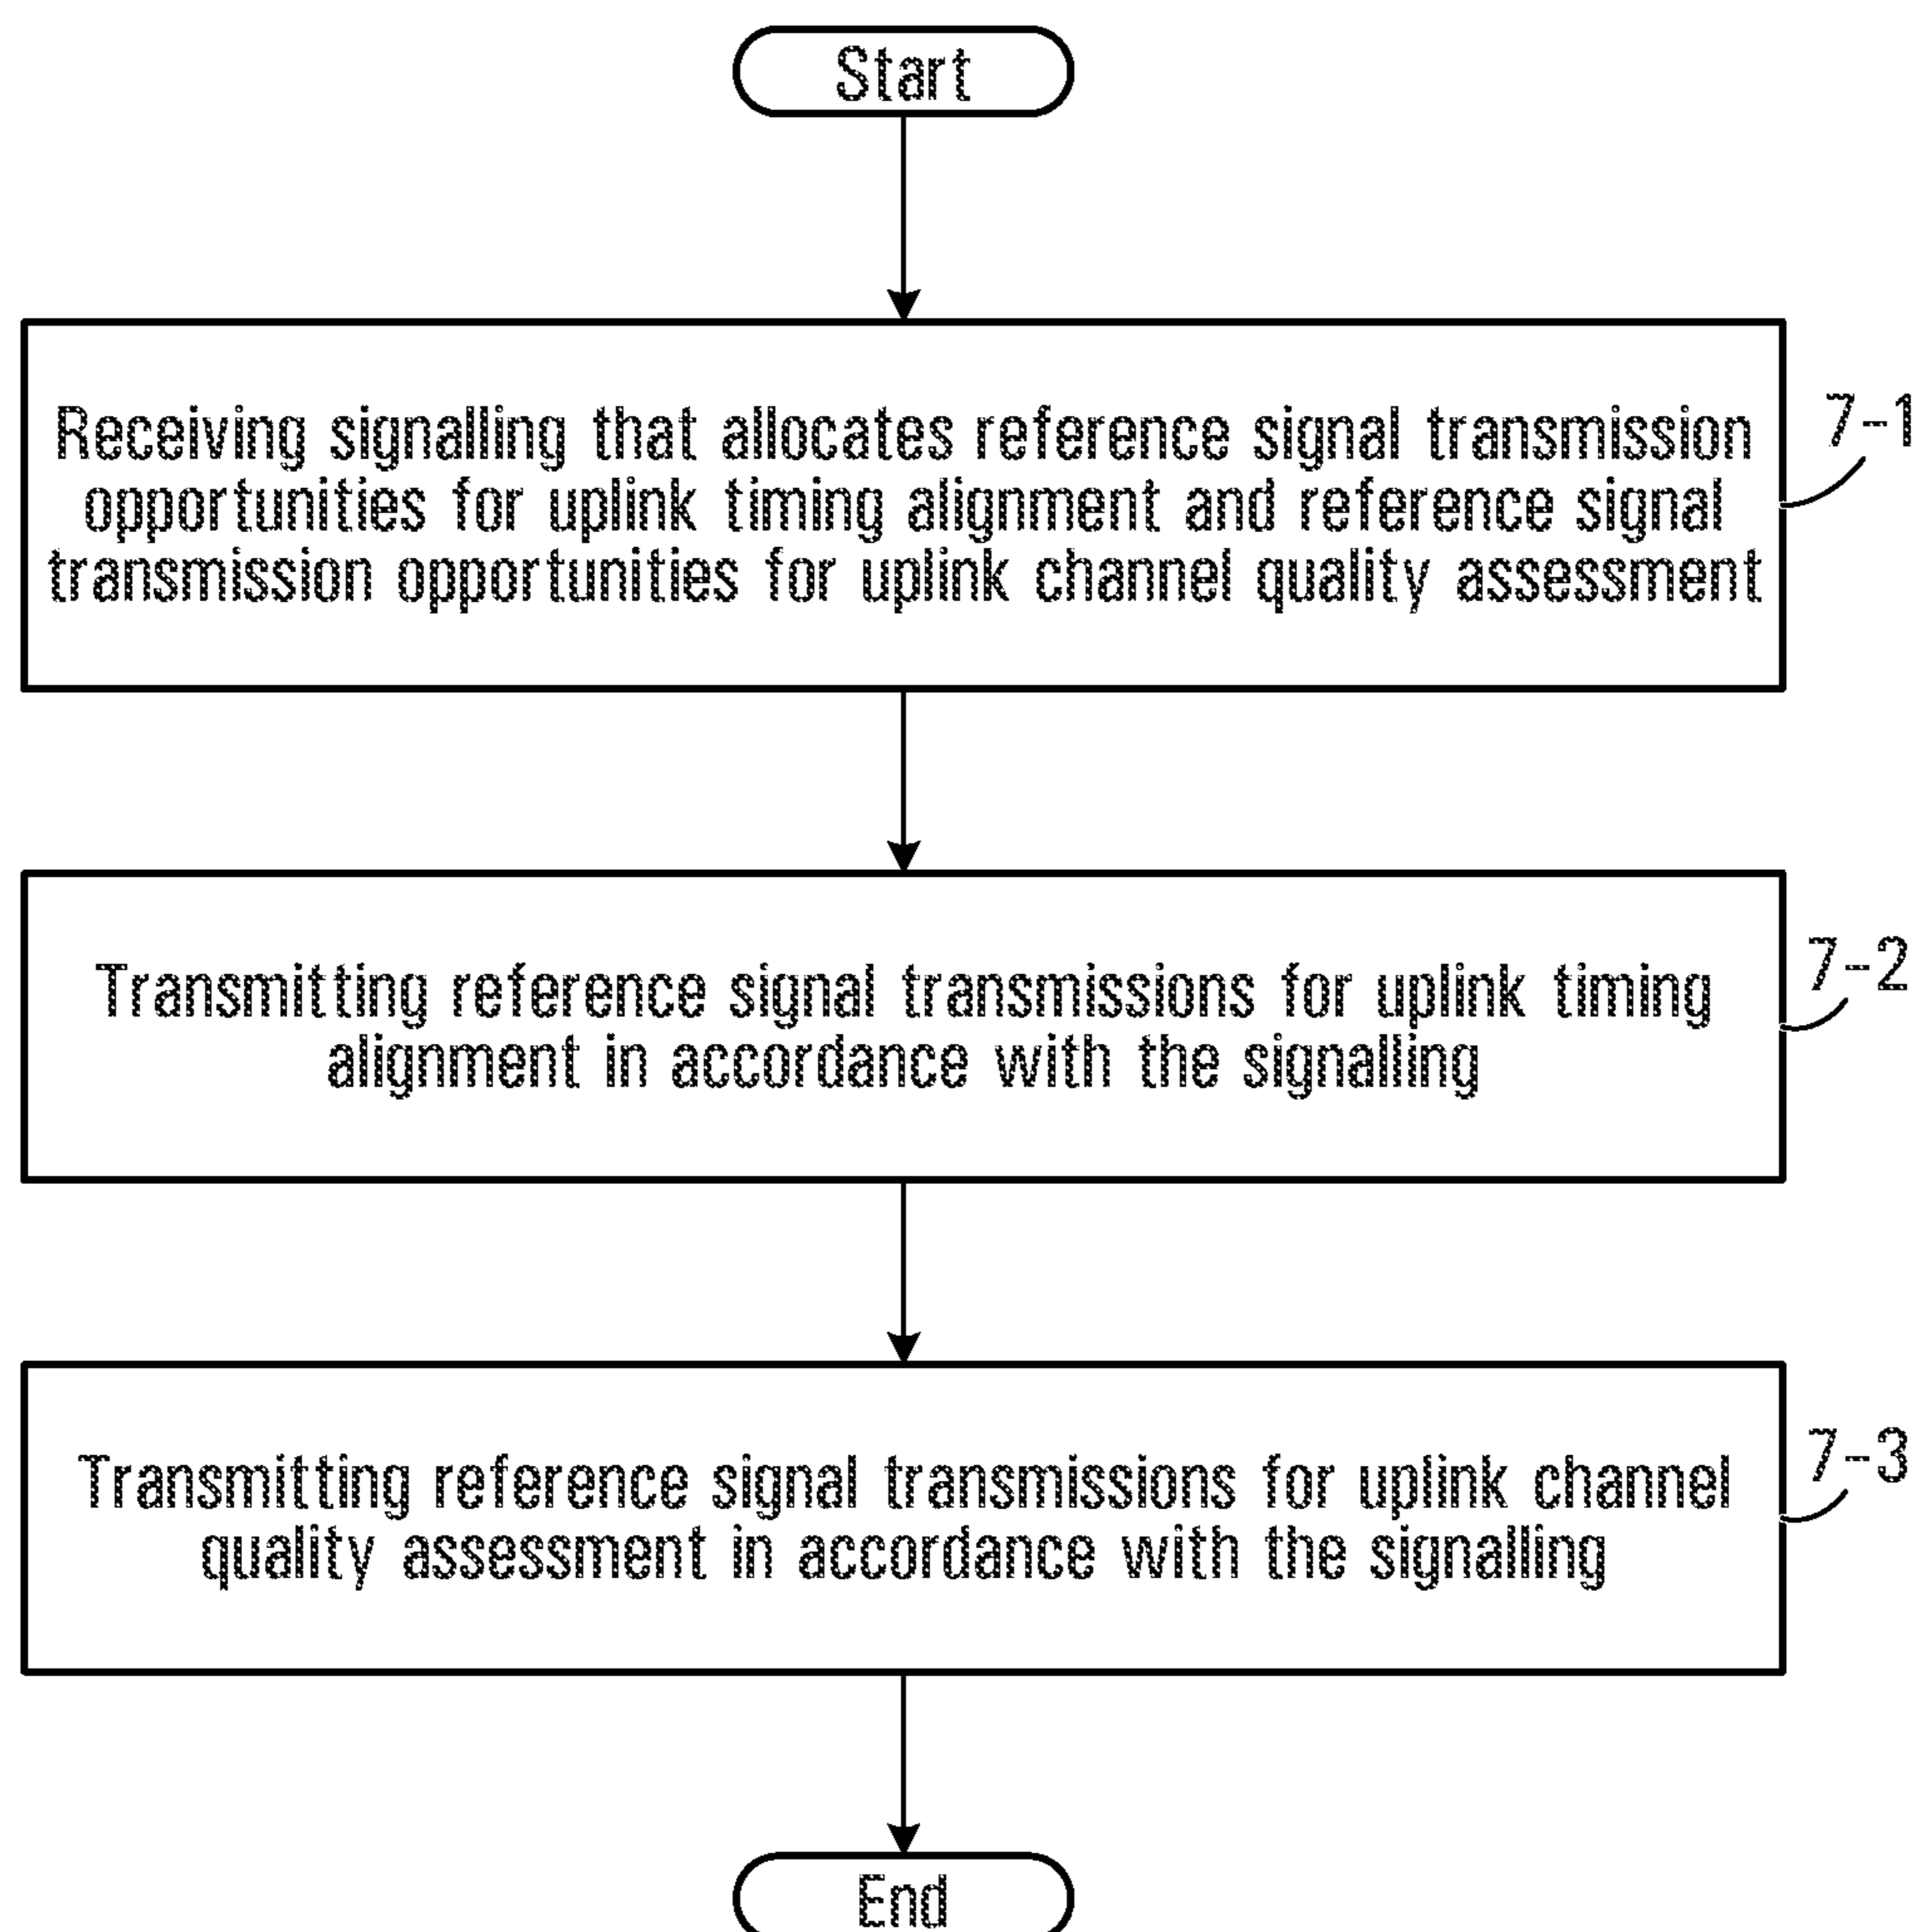 Start
Receiving signalling that allocates reference signal transmission
opportunities for uplink timing alignment and reference signal
transmission opportunities for uplink channel quality assessment
7-1
Transmitting reference signal transmissions for uplink timing
alignment in accordance with the signalling
7-2
Transmitting reference signal transmissions for uplink channel
quality assessment in accordance with the signalling
7-3
End